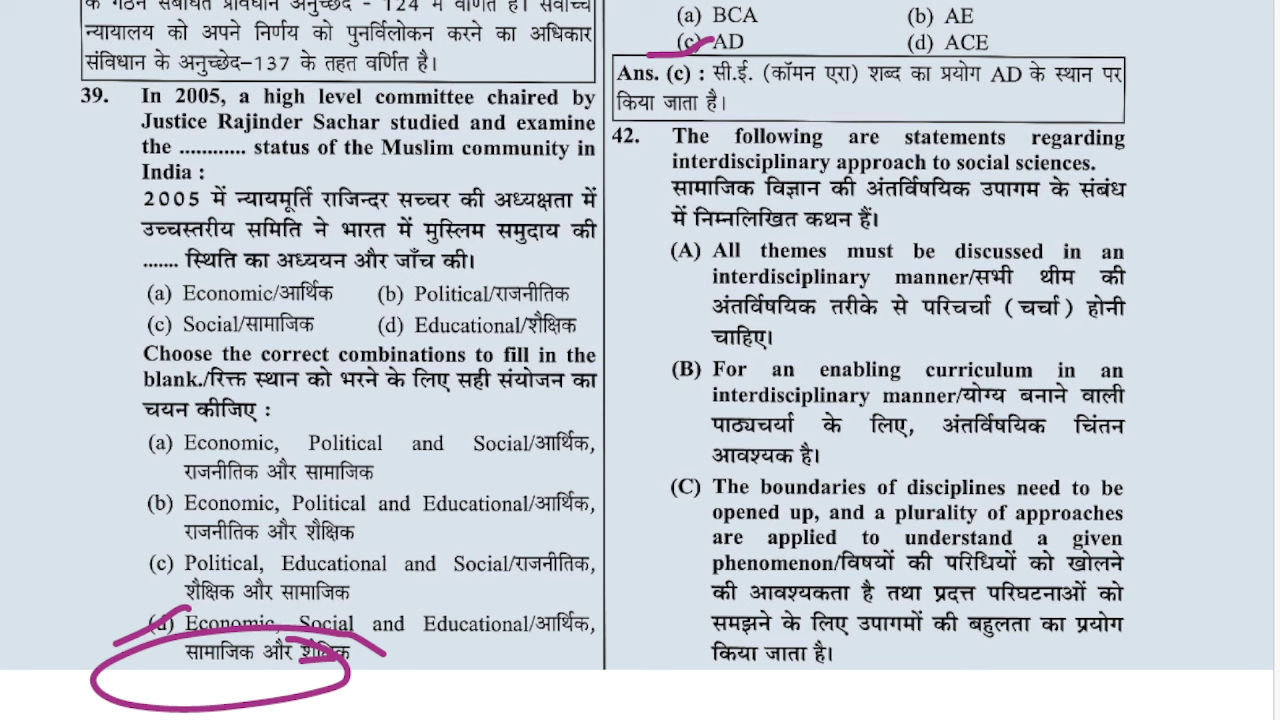 के गठन संबंधित प्रावधान अनुच्छेद - 124 में वर्णित है। सर्वोच्च
न्यायालय को अपने निर्णय को पुनर्विलोकन करने का अधिकार
संविधान के अनुच्छेद–137 के तहत वर्णित है।
39. In 2005, a high level committee chaired by
Justice Rajinder Sachar studied and examine
the ............ status of the Muslim community in
India :
2005 में न्यायमूर्ति राजिन्दर सच्चर की अध्यक्षता में
उच्चस्तरीय समिति ने भारत में मुस्लिम समुदाय की
....... स्थिति का अध्ययन और जाँच की।
(a) Economic/आर्थिक (b) Political/राजनीतिक
(c) Social/सामाजिक (d) Educational/शैक्षिक
Choose the correct combinations to fill in the
blank./रिक्त स्थान को भरने के लिए सही संयोजन का
चयन कीजिए :
(a) Economic, Political and Social/आर्थिक,
राजनीतिक और सामाजिक
(b) Economic, Political and Educational/आर्थिक,
राजनीतिक और शैक्षिक
(c) Political, Educational and Social/राजनीतिक,
शैक्षिक और सामाजिक
(d) Economic, Social and Educational/आर्थिक,
सामाजिक और शैक्षिक
(a) BCA (b) AE
(c) AD (d) ACE
Ans. (c) : सी.ई. (कॉमन एरा) शब्द का प्रयोग AD के स्थान पर
किया जाता है।
42. The following are statements regarding
interdisciplinary approach to social sciences.
सामाजिक विज्ञान की अंतर्विषयिक उपागम के संबंध
में निम्नलिखित कथन हैं।
(A) All themes must be discussed in an
interdisciplinary manner/सभी थीम की
अंतर्विषयिक तरीके से परिचर्चा (चर्चा) होनी
चाहिए।
(B) For an enabling curriculum in an
interdisciplinary manner/योग्य बनाने वाली
पाठ्यचर्या के लिए, अंतर्विषयिक चिंतन
आवश्यक है।
(C) The boundaries of disciplines need to be
opened up, and a plurality of approaches
are applied to understand a given
phenomenon/विषयों की परिधियों को खोलने
की आवश्यकता है तथा प्रदत्त परिघटनाओं को
समझने के लिए उपागमों की बहुलता का प्रयोग
किया जाता है।